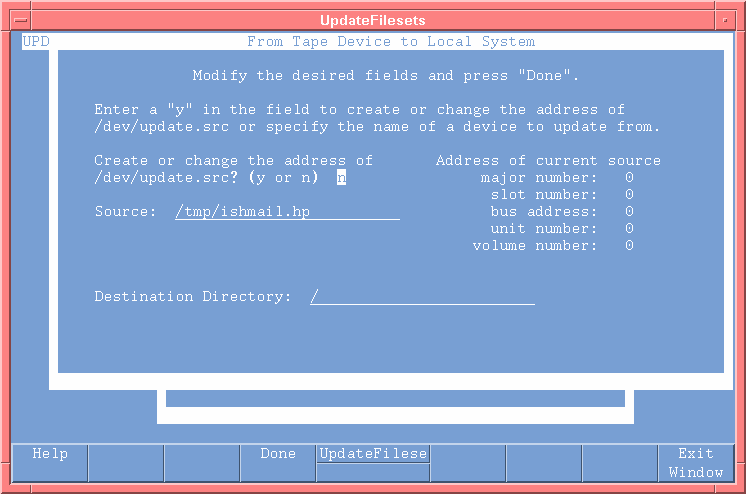 UpdateFilesets
UPD From Tape Device to Local System
Modify the desired fields and press "Done".
Enter a "y" in the field to create or change the address of
/dev/update.src or specify the name of a device to update from.
Create or change the address of
/dev/update.src? (y or n) n
Address of current source
major number: 0
slot number: 0
bus address: 0
unit number: 0
volume number: 0
Source: /tmp/ishmail.hp
Destination Directory: /
Help Done UpdateFilese Exit
Window